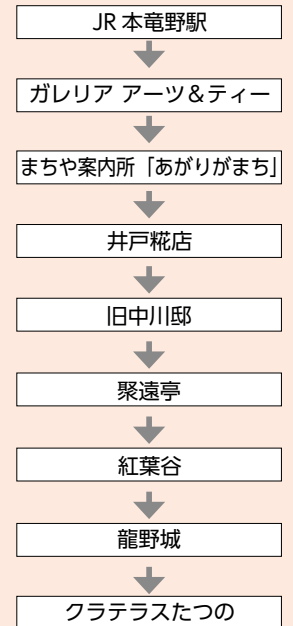 JR 本竜野駅
ガレリア アーツ＆ティー
まちや案内所「あがりがまち」
井戸糀店
旧中川邸
聚遠亭
紅葉谷
龍野城
クラテラスたつの